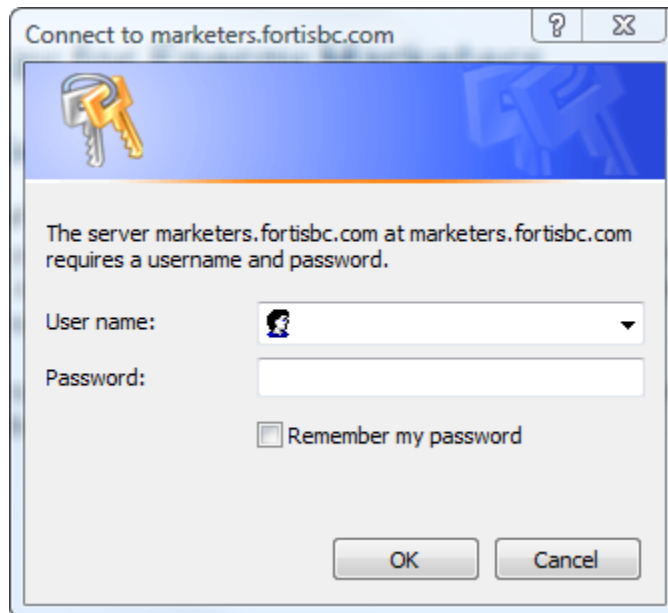 Connect to marketers.fortisbc.com
The server marketers.fortisbc.com at marketers.fortisbc.com
requires a username and password.
User name:
Password:
Remember my password
OK
Cancel